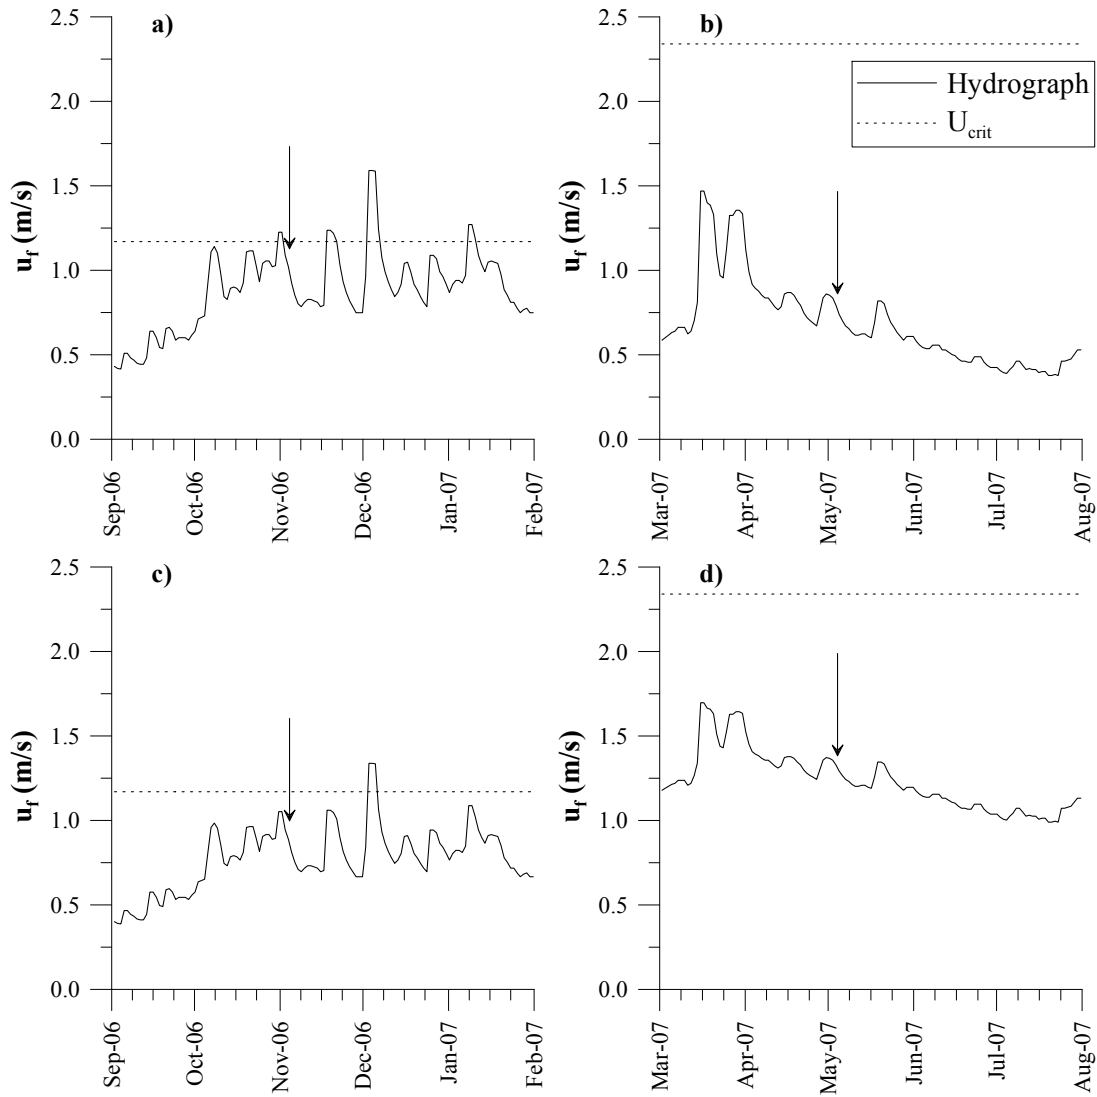 a)
2.5
2.0
1.5
1.0
0.5
0.0
u_f (m/s)
Sep-06
Oct-06
Nov-06
Dec-06
Jan-07
Feb-07
b)
Hydrograph
U_crit
2.5
2.0
1.5
1.0
0.5
0.0
u_f (m/s)
Mar-07
Apr-07
May-07
Jun-07
Jul-07
Aug-07
c)
2.5
2.0
1.5
1.0
0.5
0.0
u_f (m/s)
Sep-06
Oct-06
Nov-06
Dec-06
Jan-07
Feb-07
d)
2.5
2.0
1.5
1.0
0.5
0.0
u_f (m/s)
Mar-07
Apr-07
May-07
Jun-07
Jul-07
Aug-07